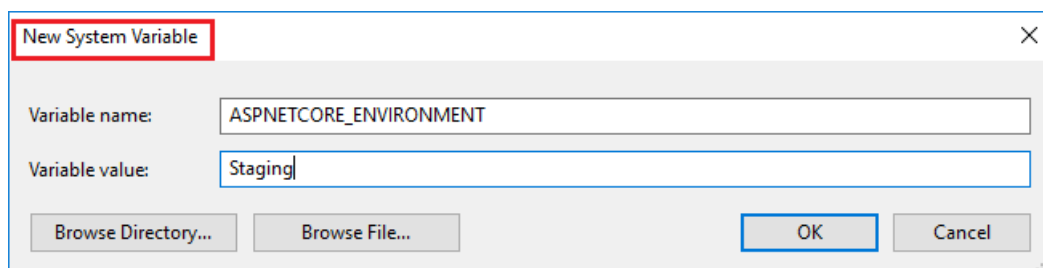 New System Variable
Variable name: ASPNETCORE_ENVIRONMENT
Variable value: Staging
Browse Directory... Browse File... OK Cancel